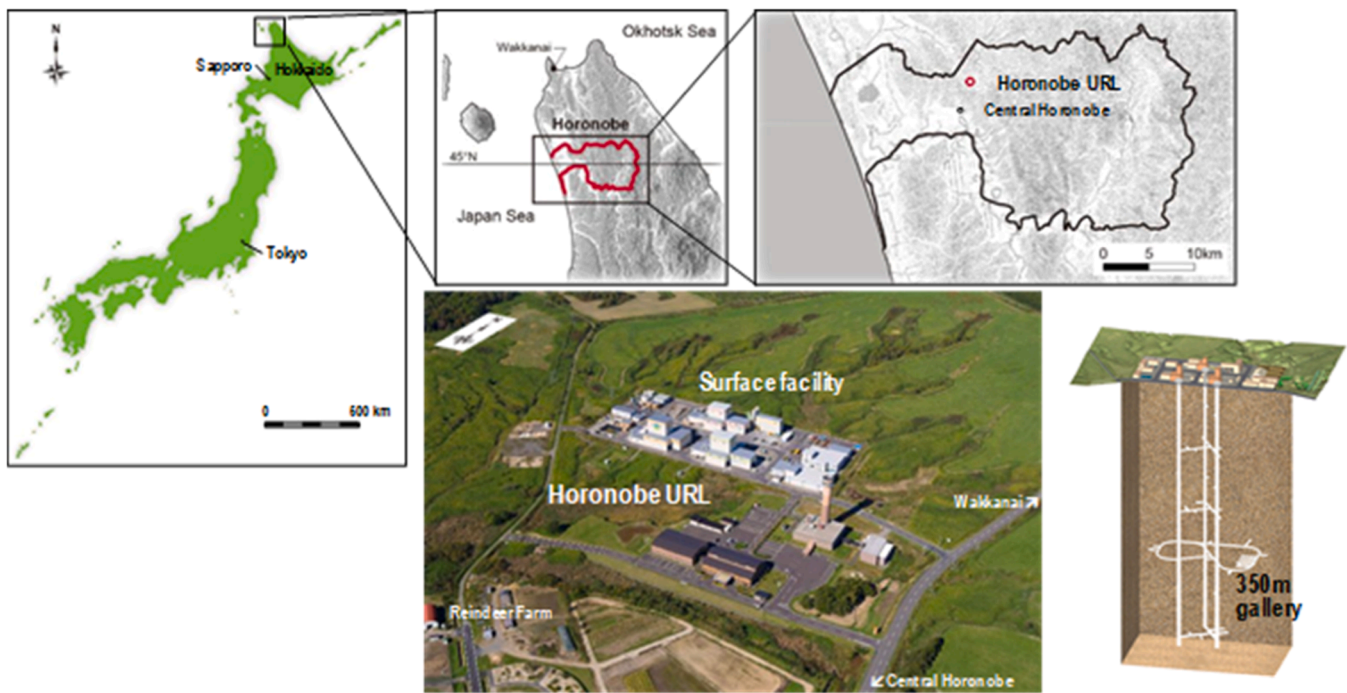 N
Sapporo
Hokkaido
Tokyo
0 600 km
Okhotsk Sea
Wakkanai
Horonobe
45°N
Japan Sea
Horonobe URL
Central Horonobe
0 5 10km
Surface facility
Horonobe URL
Wakkanai
Reindeer Farm
Central Horonobe
350m
gallery